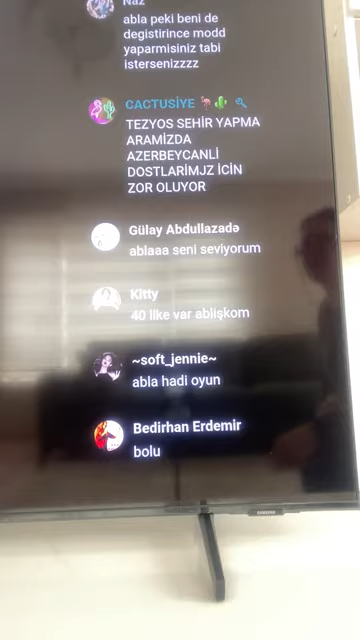 Naz
abla peki beni de
degistirince modd
yaparmisiniz tabi
istersenizzzz
CACTUSİYE 🦩🌵 🔧
TEZYOS SEHİR YAPMA
ARAMİZDA
AZERBEYCANLİ
DOSTLARİMJZ İCİN
ZOR OLUYOR
Gülay Abdullazadə
ablaaa seni seviyorum
Kitty
40 like var ablişkom
~soft_jennie~
abla hadi oyun
Bedirhan Erdemir
bolu
SAMSUNG